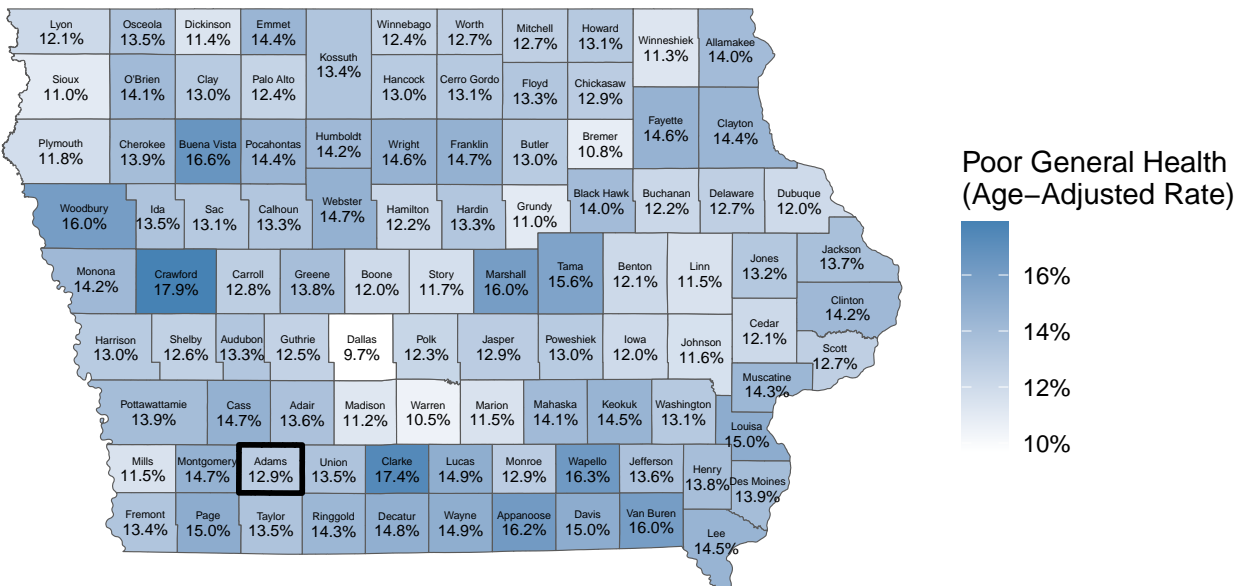 Lyon
12.1%
Osceola
13.5%
Dickinson
11.4%
Emmet
14.4%
Kossuth
13.4%
Winnebago
12.4%
Worth
12.7%
Mitchell
12.7%
Howard
13.1%
Winneshiek
11.3%
Allamakee
14.0%
Sioux
11.0%
O'Brien
14.1%
Clay
13.0%
Palo Alto
12.4%
Hancock
13.0%
Cerro Gordo
13.1%
Floyd
13.3%
Chickasaw
12.9%
Plymouth
11.8%
Cherokee
13.9%
Buena Vista
16.6%
Pocahontas
14.4%
Humboldt
14.2%
Wright
14.6%
Franklin
14.7%
Butler
13.0%
Bremer
10.8%
Fayette
14.6%
Clayton
14.4%
Woodbury
16.0%
Ida
13.5%
Sac
13.1%
Calhoun
13.3%
Webster
14.7%
Hamilton
12.2%
Hardin
13.3%
Grundy
11.0%
Black Hawk
14.0%
Buchanan
12.2%
Delaware
12.7%
Dubuque
12.0%
Monona
14.2%
Crawford
17.9%
Carroll
12.8%
Greene
13.8%
Boone
12.0%
Story
11.7%
Marshall
16.0%
Tama
15.6%
Benton
12.1%
Linn
11.5%
Jones
13.2%
Jackson
13.7%
Clinton
14.2%
Harrison
13.0%
Shelby
12.6%
Audubon
13.3%
Guthrie
12.5%
Dallas
9.7%
Polk
12.3%
Jasper
12.9%
Poweshiek
13.0%
Iowa
12.0%
Johnson
11.6%
Cedar
12.1%
Scott
12.7%
Muscatine
14.3%
Pottawattamie
13.9%
Cass
14.7%
Adair
13.6%
Madison
11.2%
Warren
10.5%
Marion
11.5%
Mahaska
14.1%
Keokuk
14.5%
Washington
13.1%
Louisa
15.0%
Mills
11.5%
Montgomery
14.7%
Adams
12.9%
Union
13.5%
Clarke
17.4%
Lucas
14.9%
Monroe
12.9%
Wapello
16.3%
Jefferson
13.6%
Henry
13.8%
Des Moines
13.9%
Fremont
13.4%
Page
15.0%
Taylor
13.5%
Ringgold
14.3%
Decatur
14.8%
Wayne
14.9%
Appanoose
16.2%
Davis
15.0%
Van Buren
16.0%
Lee
14.5%
Poor General Health
(Age−Adjusted Rate)
16%
14%
12%
10%